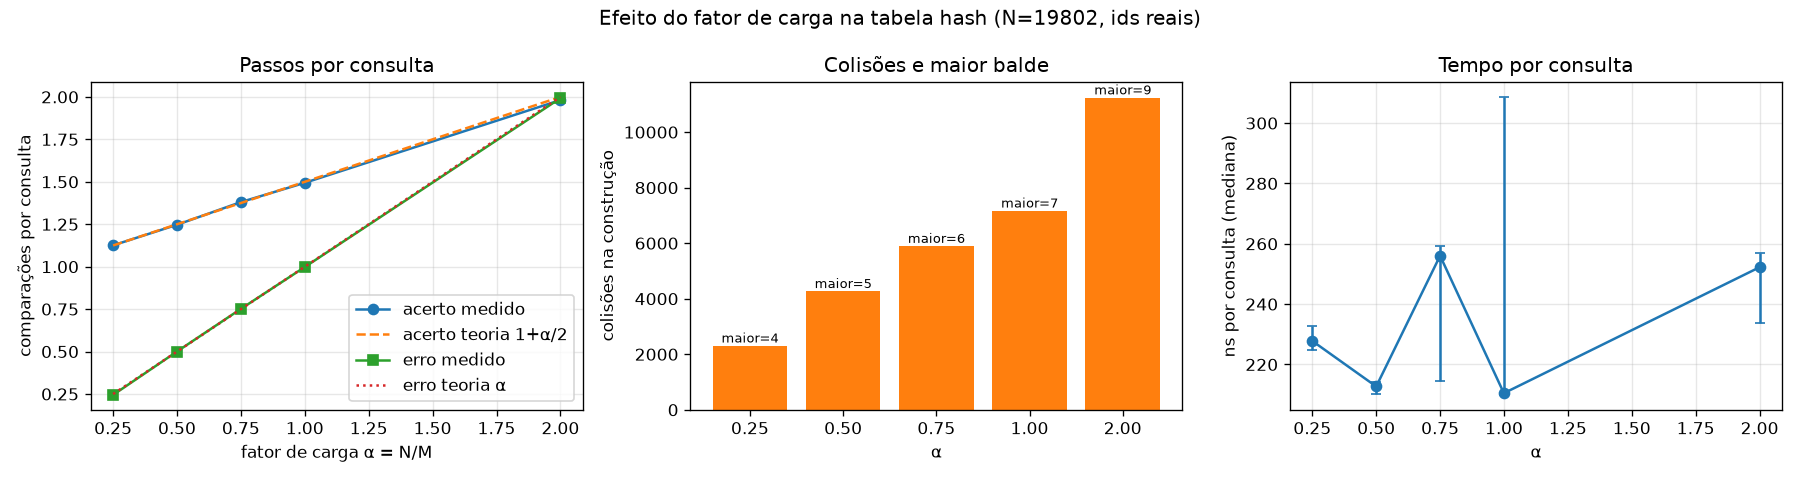 Efeito do fator de carga na tabela hash (N=19802, ids reais)
Passos por consulta
comparações por consulta
2.00
1.75
1.50
1.25
1.00
0.75
0.50
0.25
acerto medido
acerto teoria 1+α/2
erro medido
erro teoria α
0.25 0.50 0.75 1.00 1.25 1.50 1.75 2.00
fator de carga α = N/M
Colisões e maior balde
colisões na construção
10000
8000
6000
4000
2000
0
maior=4
maior=5
maior=6
maior=7
maior=9
0.25 0.50 0.75 1.00 2.00
α
Tempo por consulta
ns por consulta (mediana)
300
280
260
240
220
0.25 0.50 0.75 1.00 1.25 1.50 1.75 2.00
α